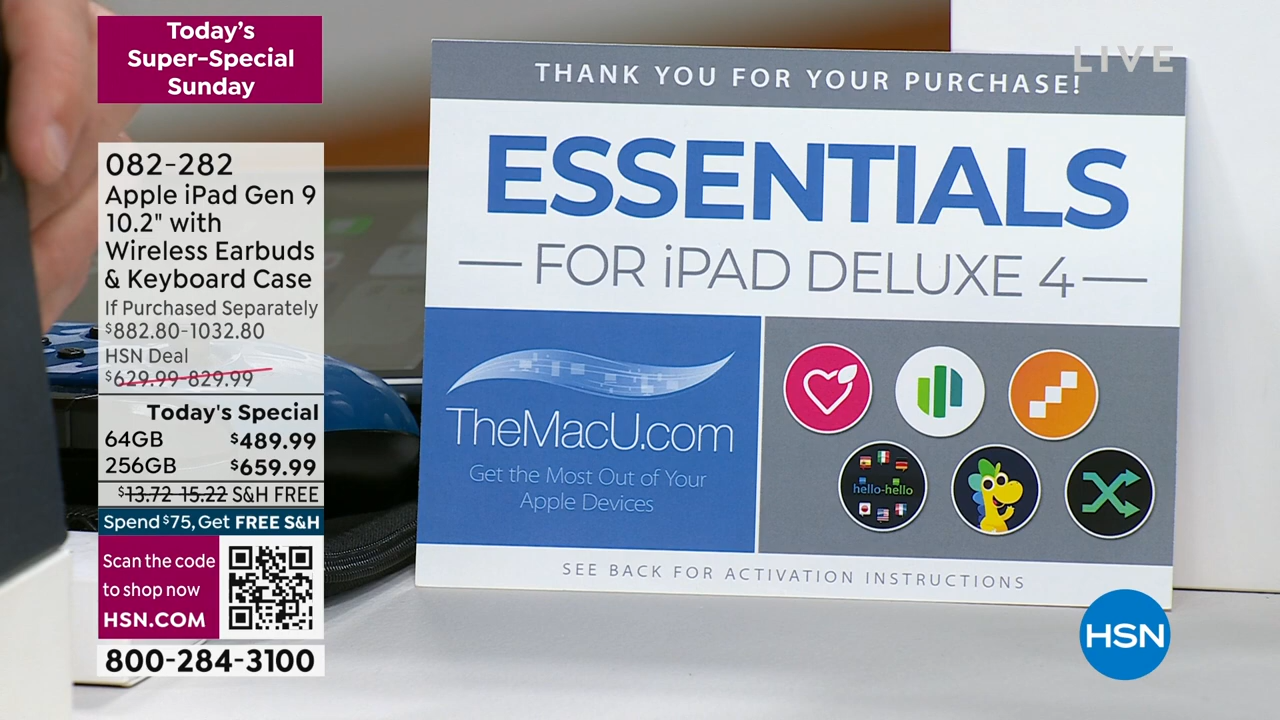 Today's
Super-Special
Sunday
082-282
Apple iPad Gen 9
10.2" with
Wireless Earbuds
& Keyboard Case
If Purchased Separately
$882.80-1032.80
HSN Deal
$629.99-829.99
Today's Special
64GB $489.99
256GB $659.99
$13.72-15.22 S&H FREE
Spend $75, Get FREE S&H
Scan the code
to shop now
HSN.COM
800-284-3100
LIVE
THANK YOU FOR YOUR PURCHASE!
ESSENTIALS
FOR iPAD DELUXE 4
TheMacU.com
Get the Most Out of Your
Apple Devices
hello-hello
SEE BACK FOR ACTIVATION INSTRUCTIONS
HSN